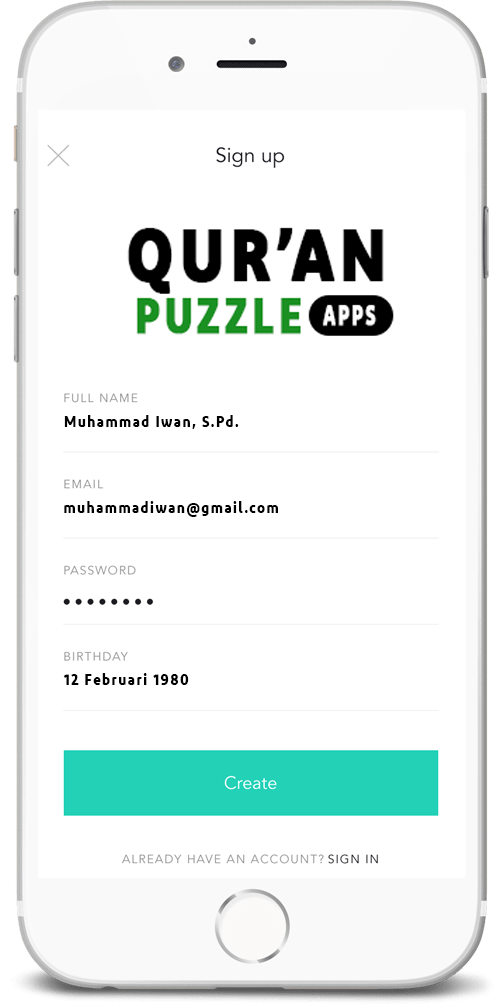 Sign up
QUR'AN
PUZZLE APPS
FULL NAME
Muhammad Iwan, S.Pd.
EMAIL
muhammadiwan@gmail.com
PASSWORD
••••••••
BIRTHDAY
12 Februari 1980
Create
ALREADY HAVE AN ACCOUNT? SIGN IN